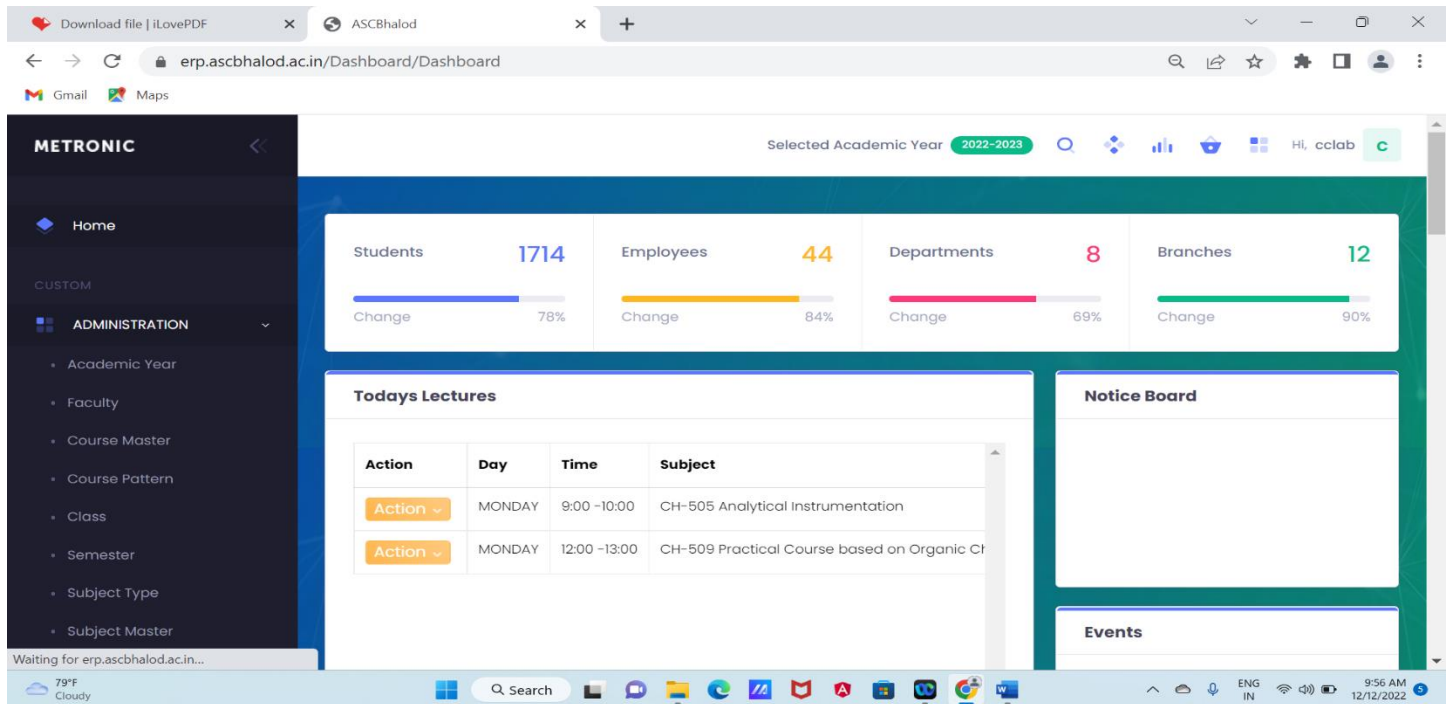 Download file | iLovePDF
ASCBhalod
erp.ascbhalod.ac.in/Dashboard/Dashboard
Gmail Maps
METRONIC
Selected Academic Year 2022-2023 Hi, cclab C
Home
CUSTOM
ADMINISTRATION
Academic Year
Faculty
Course Master
Course Pattern
Class
Semester
Subject Type
Subject Master
Students 1714
Change 78%
Employees 44
Change 84%
Departments 8
Change 69%
Branches 12
Change 90%
Todays Lectures
Action Day Time Subject
Action MONDAY 9:00 -10:00 CH-505 Analytical Instrumentation
Action MONDAY 12:00 -13:00 CH-509 Practical Course based on Organic Ch
Notice Board
Events
Waiting for erp.ascbhalod.ac.in...
79°F
Cloudy
Search
ENG
IN
9:56 AM
12/12/2022
5